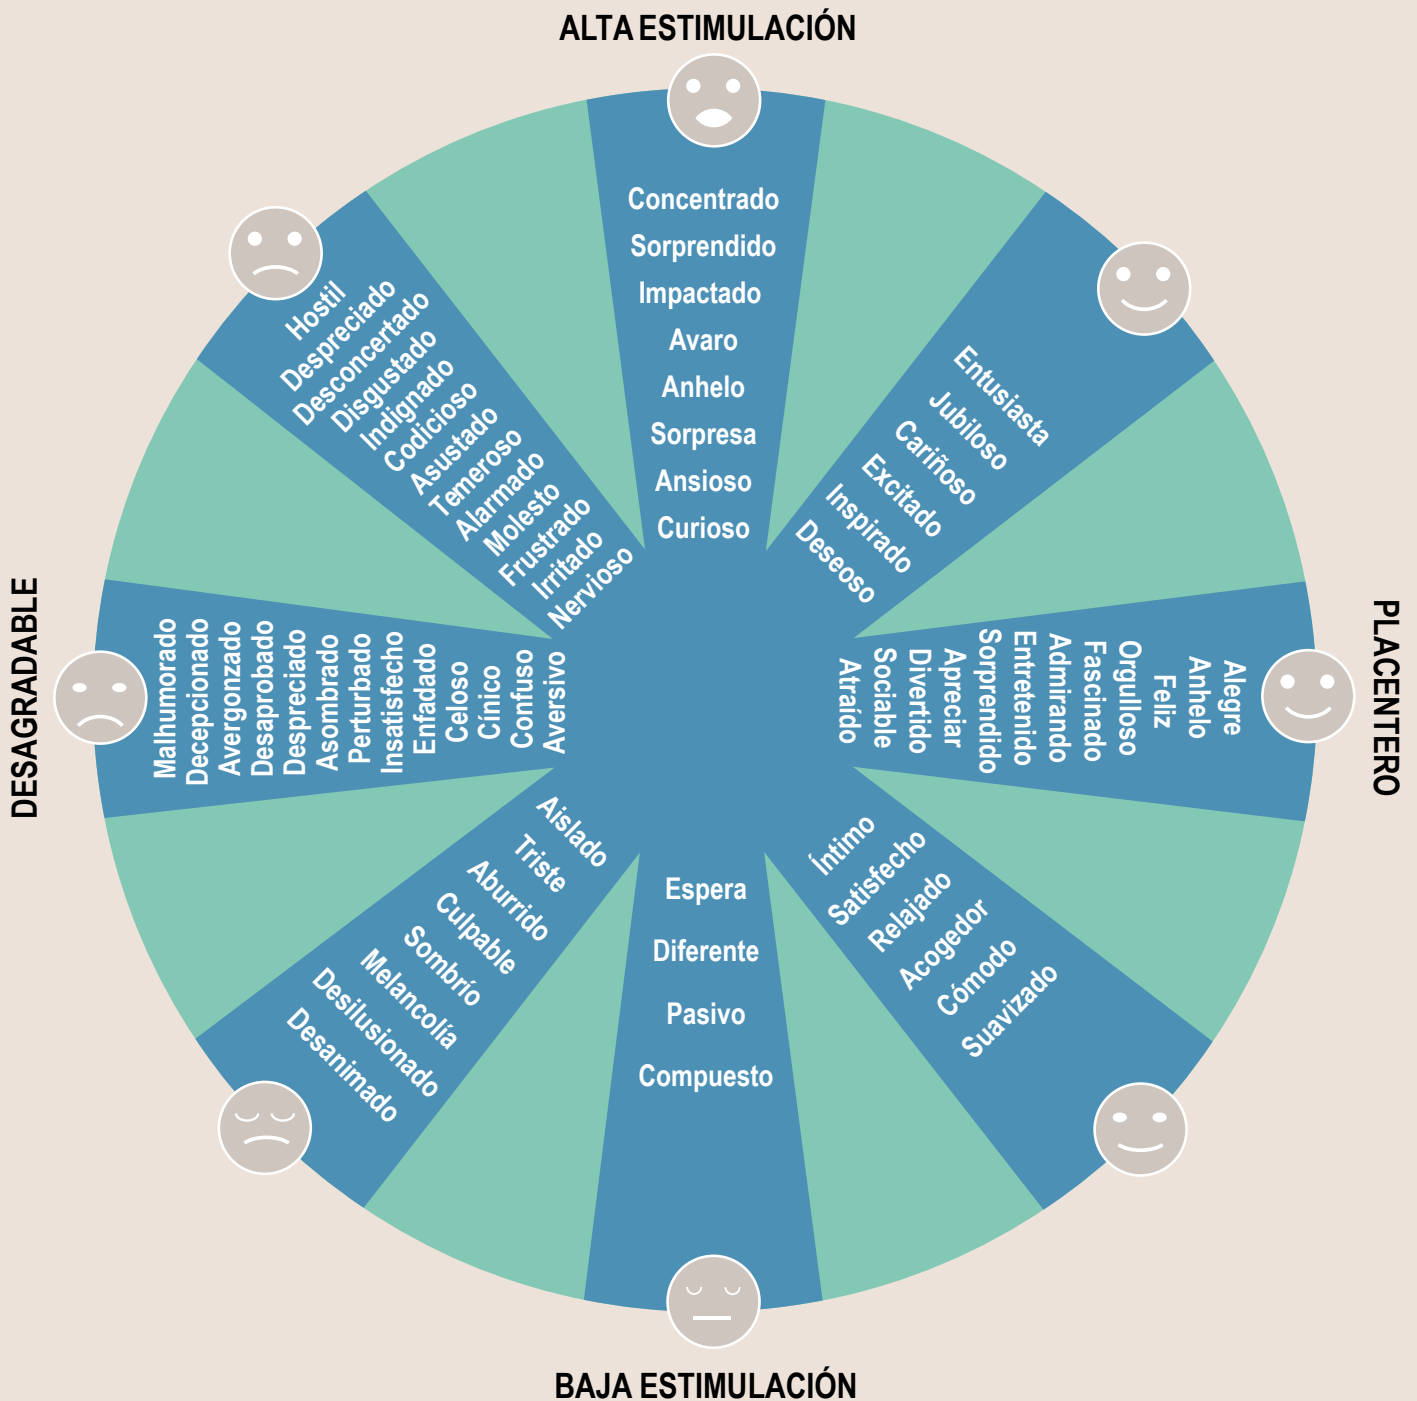 ALTA ESTIMULACIÓN
Concentrado
Sorprendido
Impactado
Avaro
Anhelo
Sorpresa
Ansioso
Curioso
Entusiasta
Jubiloso
Cariñoso
Excitado
Inspirado
Deseoso
PLACENTERO
Alegre
Anhelo
Feliz
Orgulloso
Fascinado
Admirando
Entretenido
Sorprendido
Apreciar
Divertido
Sociable
Atraído
Íntimo
Satisfecho
Relajado
Acogedor
Cómodo
Suavizado
Espera
Diferente
Pasivo
Compuesto
BAJA ESTIMULACIÓN
Aislado
Triste
Aburrido
Culpable
Sombrío
Melancolía
Desilusionado
Desanimado
DESAGRADABLE
Malhumorado
Decepcionado
Avergonzado
Desaprobado
Despreciado
Asombrado
Perturbado
Insatisfecho
Enfadado
Celoso
Cínico
Confuso
Aversivo
Hostil
Despreciado
Desconcertado
Disgustado
Indignado
Codicioso
Asustado
Temeroso
Alarmado
Molesto
Frustrado
Irritado
Nervioso